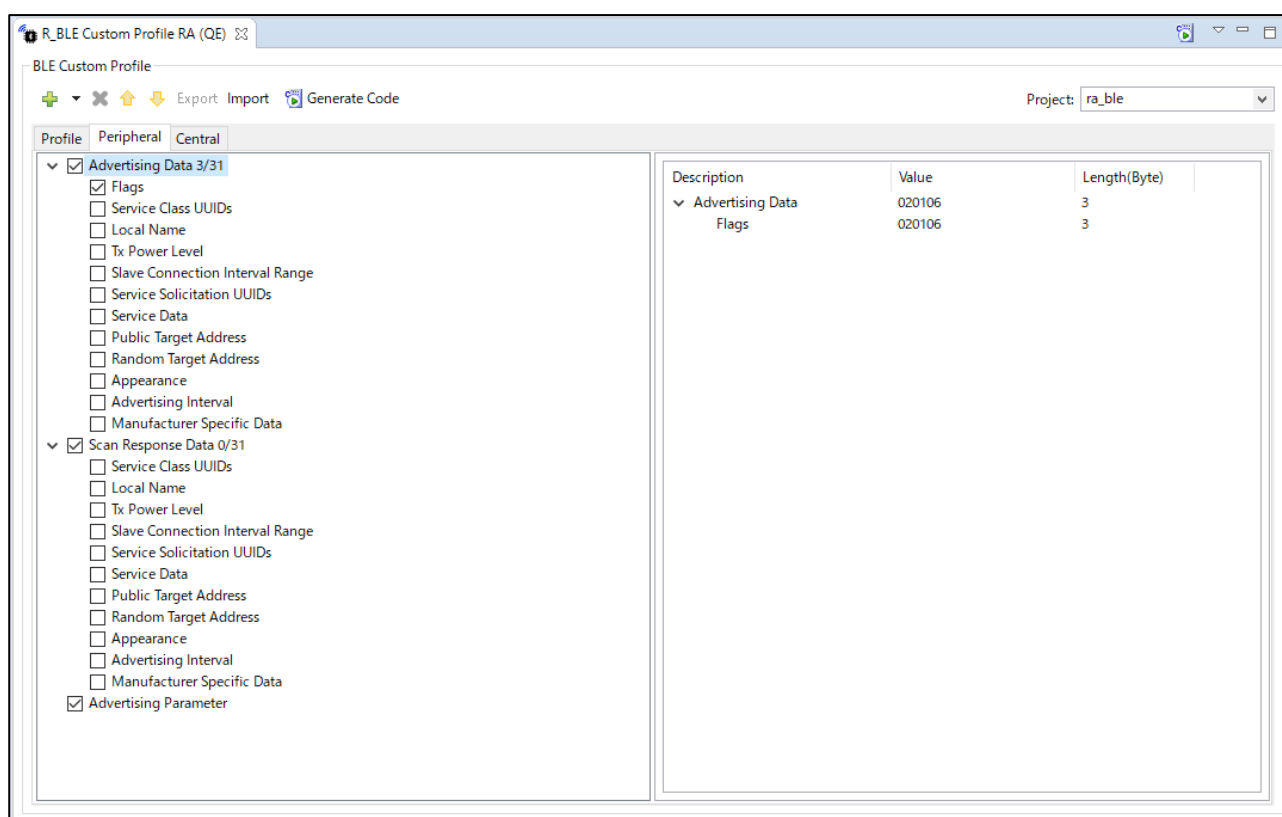 R_BLE Custom Profile RA (QE)
BLE Custom Profile
Export Import Generate Code Project: ra_ble
Profile Peripheral Central
Advertising Data 3/31
Flags
Service Class UUIDs
Local Name
Tx Power Level
Slave Connection Interval Range
Service Solicitation UUIDs
Service Data
Public Target Address
Random Target Address
Appearance
Advertising Interval
Manufacturer Specific Data
Scan Response Data 0/31
Service Class UUIDs
Local Name
Tx Power Level
Slave Connection Interval Range
Service Solicitation UUIDs
Service Data
Public Target Address
Random Target Address
Appearance
Advertising Interval
Manufacturer Specific Data
Advertising Parameter
Description Value Length(Byte)
Advertising Data 020106 3
Flags 020106 3